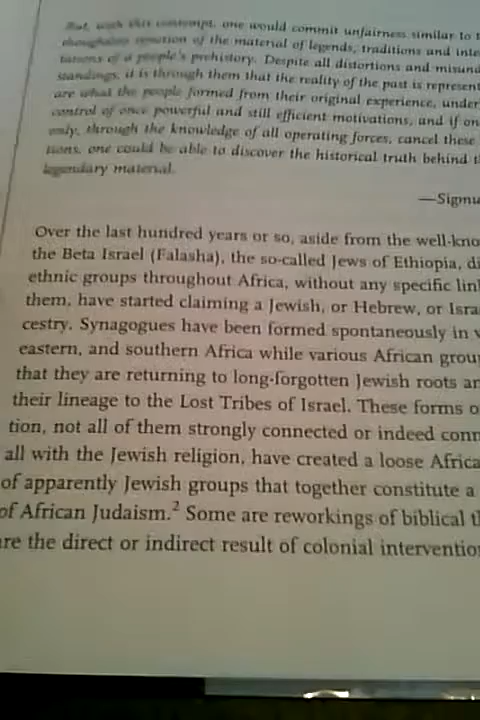 But, with this contempt, one would commit unfairness similar to t
thoughtless rejection of the material of legends, traditions and inte
tations of a people's prehistory. Despite all distortions and misund
standings, it is through them that the reality of the past is represent
are what the people formed from their original experience, under
control of once powerful and still efficient motivations, and if on
only, through the knowledge of all operating forces, cancel these
tions, one could be able to discover the historical truth behind th
legendary material.
—Sigmu
Over the last hundred years or so, aside from the well-kno
the Beta Israel (Falasha), the so-called Jews of Ethiopia, di
ethnic groups throughout Africa, without any specific lin
them, have started claiming a Jewish, or Hebrew, or Isra
cestry. Synagogues have been formed spontaneously in v
eastern, and southern Africa while various African grou
that they are returning to long-forgotten Jewish roots an
their lineage to the Lost Tribes of Israel. These forms o
tion, not all of them strongly connected or indeed conn
all with the Jewish religion, have created a loose Africa
of apparently Jewish groups that together constitute a
of African Judaism.² Some are reworkings of biblical th
are the direct or indirect result of colonial interventio